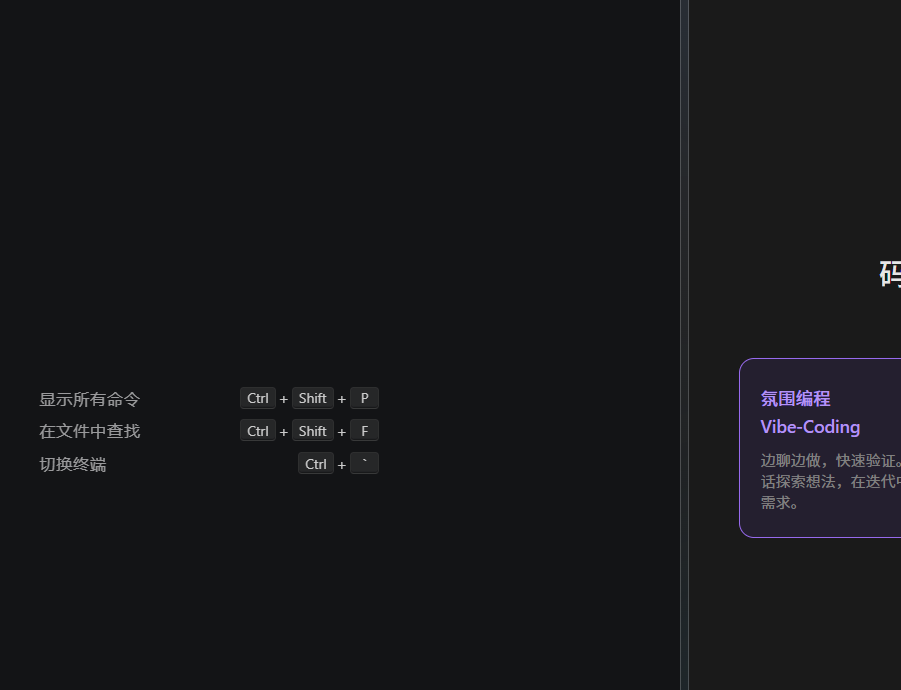 码
显示所有命令 Ctrl + Shift + P
在文件中查找 Ctrl + Shift + F
切换终端 Ctrl + `
氛围编程
Vibe-Coding
边聊边做，快速验证。
话探索想法，在迭代中
需求。